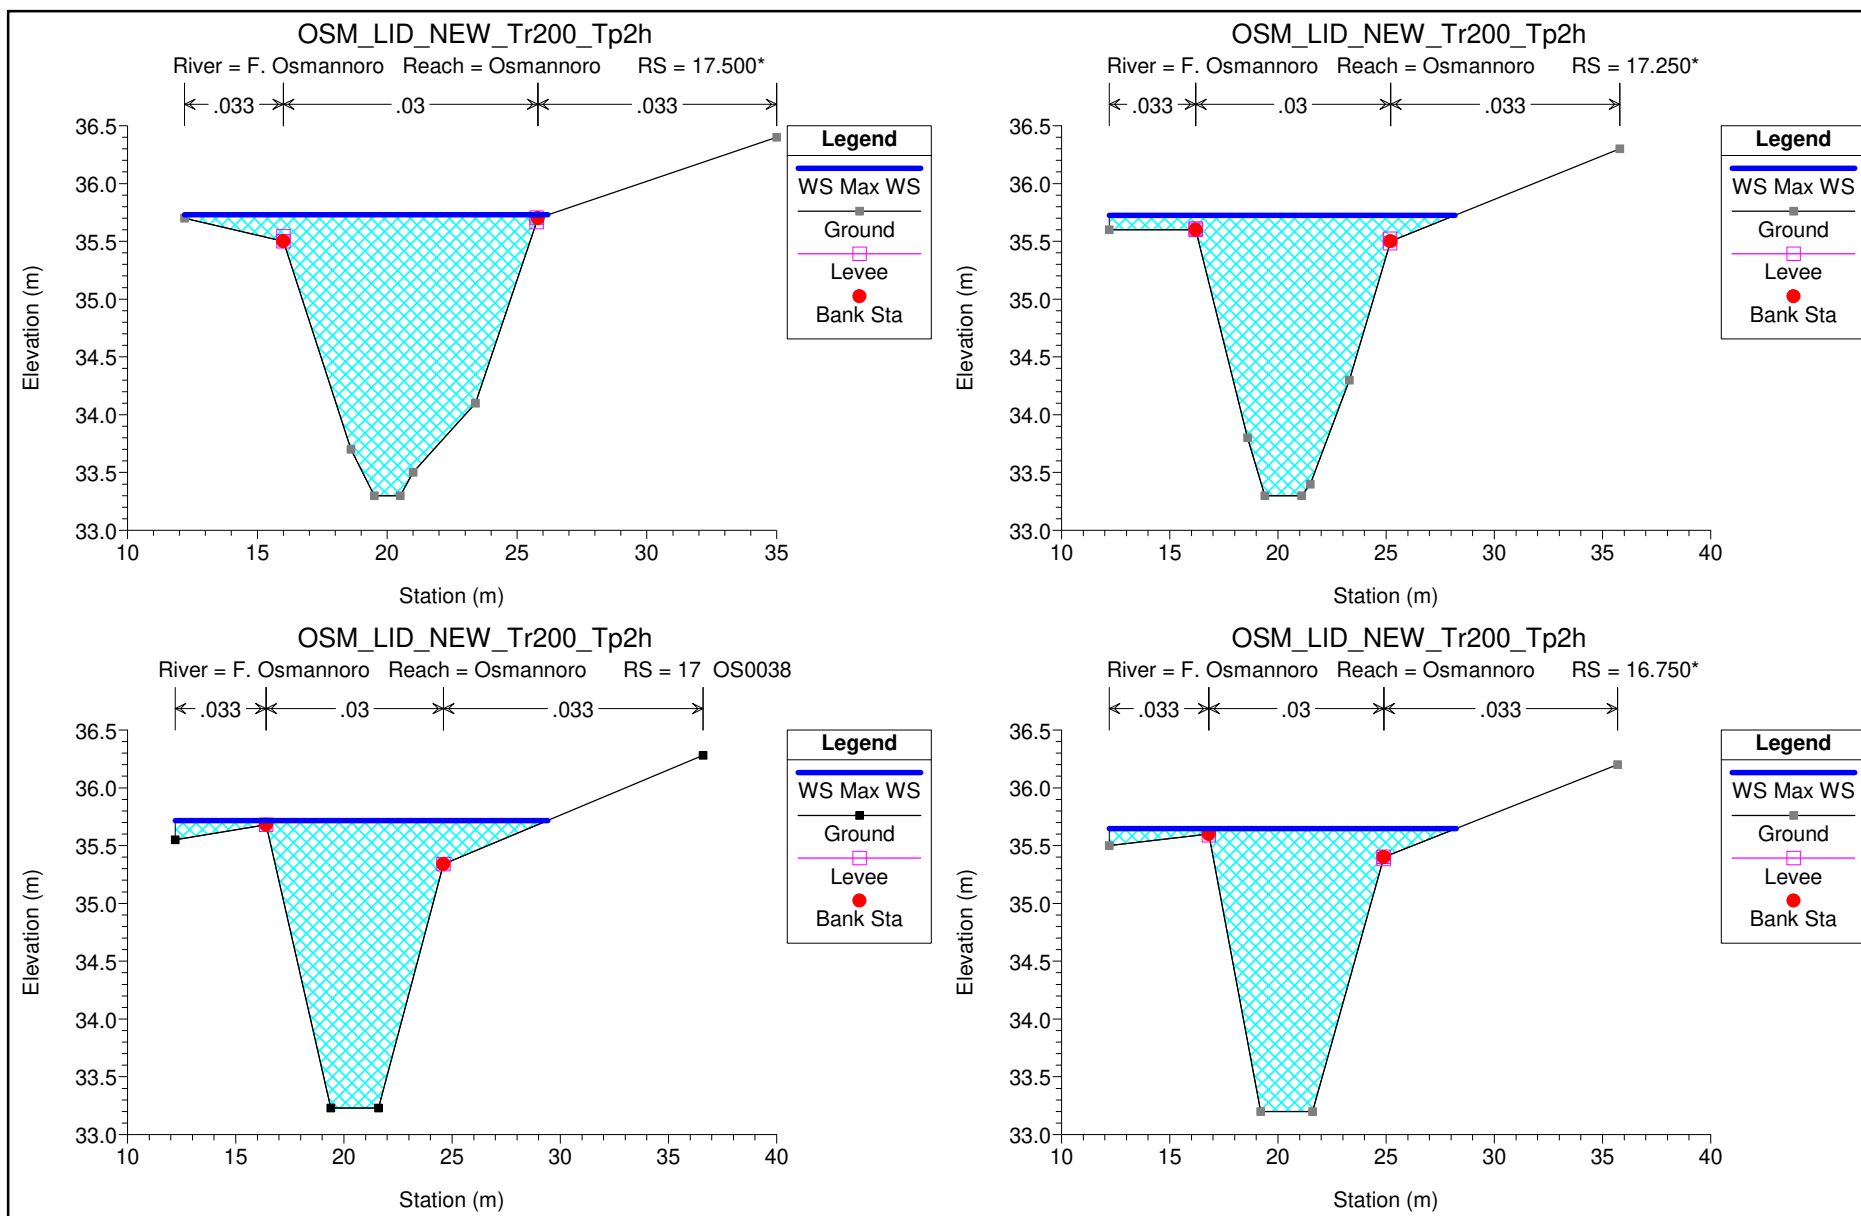 OSM_LID_NEW_Tr200_Tp2h
River = F. Osmannoro Reach = Osmannoro RS = 17.500*
.033 .03 .033
36.5
36.0
35.5
35.0
34.5
34.0
33.5
33.0
Elevation (m)
10 15 20 25 30 35
Station (m)
Legend
WS Max WS
Ground
Levee
Bank Sta
OSM_LID_NEW_Tr200_Tp2h
River = F. Osmannoro Reach = Osmannoro RS = 17.250*
.033 .03 .033
36.5
36.0
35.5
35.0
34.5
34.0
33.5
33.0
Elevation (m)
10 15 20 25 30 35 40
Station (m)
Legend
WS Max WS
Ground
Levee
Bank Sta
OSM_LID_NEW_Tr200_Tp2h
River = F. Osmannoro Reach = Osmannoro RS = 17 OS0038
.033 .03 .033
36.5
36.0
35.5
35.0
34.5
34.0
33.5
33.0
Elevation (m)
10 15 20 25 30 35 40
Station (m)
Legend
WS Max WS
Ground
Levee
Bank Sta
OSM_LID_NEW_Tr200_Tp2h
River = F. Osmannoro Reach = Osmannoro RS = 16.750*
.033 .03 .033
36.5
36.0
35.5
35.0
34.5
34.0
33.5
33.0
Elevation (m)
10 15 20 25 30 35 40
Station (m)
Legend
WS Max WS
Ground
Levee
Bank Sta